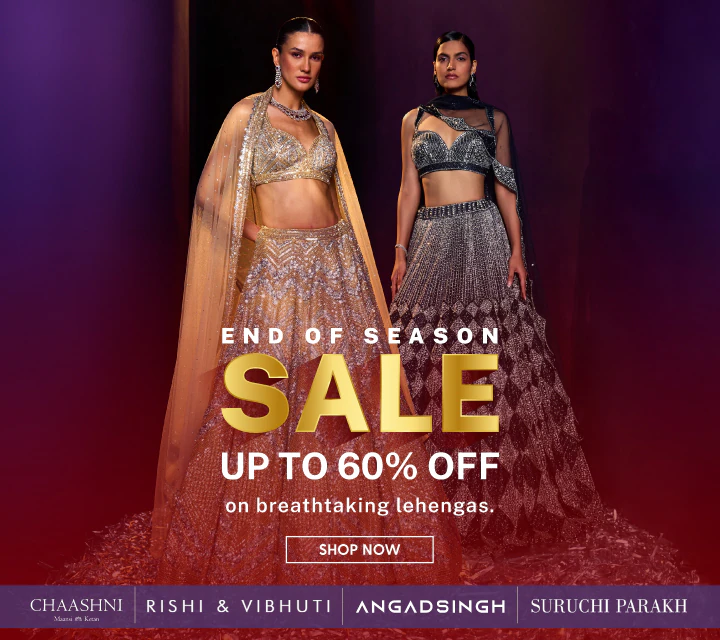 END OF SEASON
SALE
UP TO 60% OFF
on breathtaking lehengas.
SHOP NOW
CHAASHNI
RISHI & VIBHUTI
ANGADSINGH
SURUCHI PARAKH